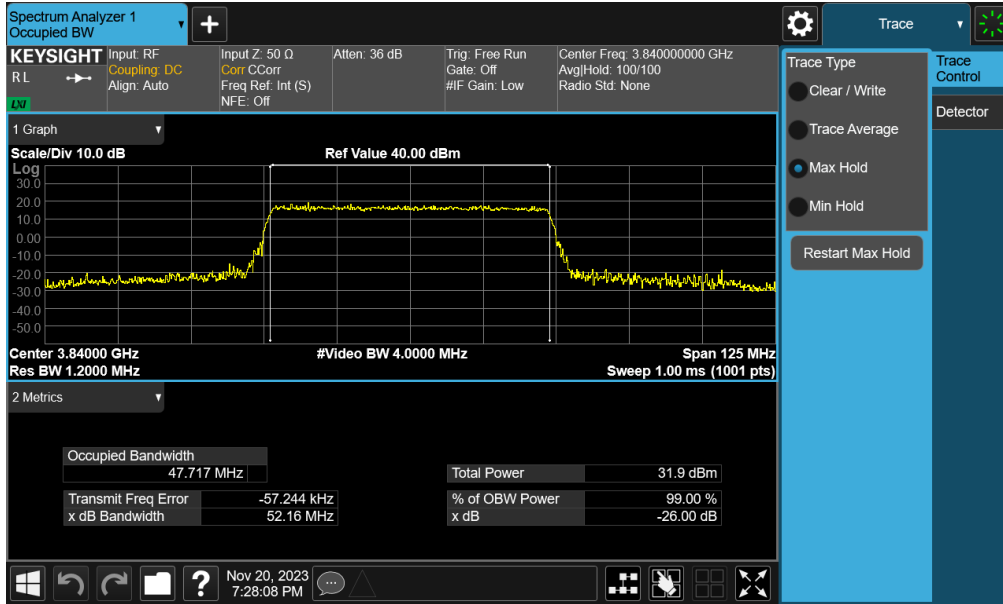 Spectrum Analyzer 1
Occupied BW
+
Trace
KEYSIGHT
RL
LXI
Input: RF
Coupling: DC
Align: Auto
Input Z: 50 Ω
Corr CCorr
Freq Ref: Int (S)
NFE: Off
Atten: 36 dB
Trig: Free Run
Gate: Off
#IF Gain: Low
Center Freq: 3.840000000 GHz
Avg|Hold: 100/100
Radio Std: None
1 Graph
Scale/Div 10.0 dB
Ref Value 40.00 dBm
Log
30.0
20.0
10.0
0.00
-10.0
-20.0
-30.0
-40.0
-50.0
Center 3.84000 GHz
#Video BW 4.0000 MHz
Span 125 MHz
Res BW 1.2000 MHz
Sweep 1.00 ms (1001 pts)
2 Metrics
Occupied Bandwidth
47.717 MHz
Total Power 31.9 dBm
Transmit Freq Error -57.244 kHz
% of OBW Power 99.00 %
x dB Bandwidth 52.16 MHz
x dB -26.00 dB
?
Nov 20, 2023
7:28:08 PM
Trace Type
Clear / Write
Trace Average
Max Hold
Min Hold
Restart Max Hold
Trace
Control
Detector